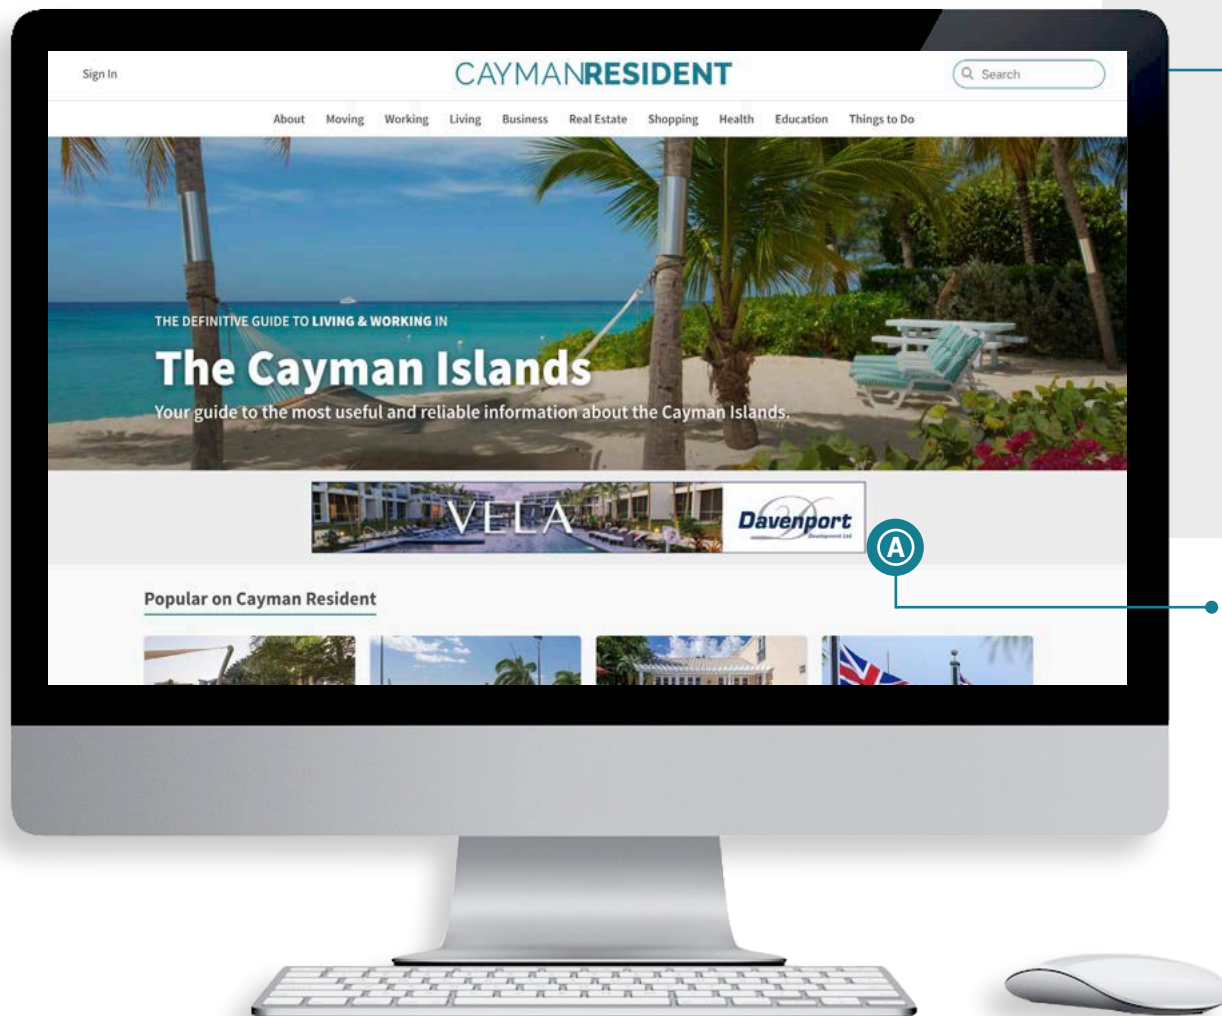 Sign In
CAYMANRESIDENT
Search
About Moving Working Living Business Real Estate Shopping Health Education Things to Do
THE DEFINITIVE GUIDE TO LIVING & WORKING IN
The Cayman Islands
Your guide to the most useful and reliable information about the Cayman Islands.
VELA
Davenport
Development Ltd
A
Popular on Cayman Resident